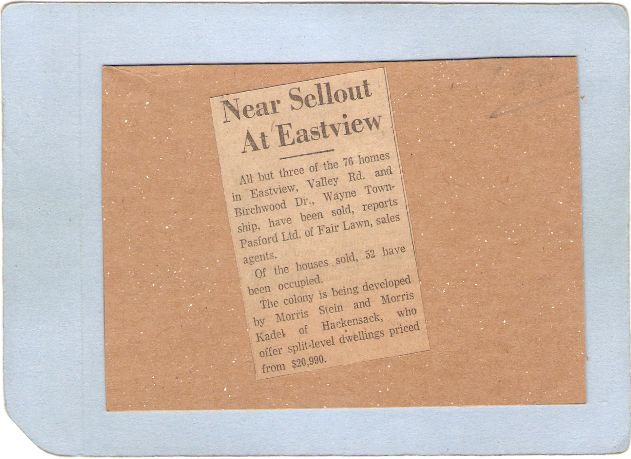 Near Sellout
At Eastview
All but three of the 76 homes
in Eastview, Valley Rd. and
Birchwood Dr., Wayne Town-
ship, have been sold, reports
Pasford Ltd. of Fair Lawn, sales
agents.
Of the houses sold, 52 have
been occupied.
The colony is being developed
by Morris Stein and Morris
Kadel of Hackensack, who
offer split-level dwellings priced
from $20,990.